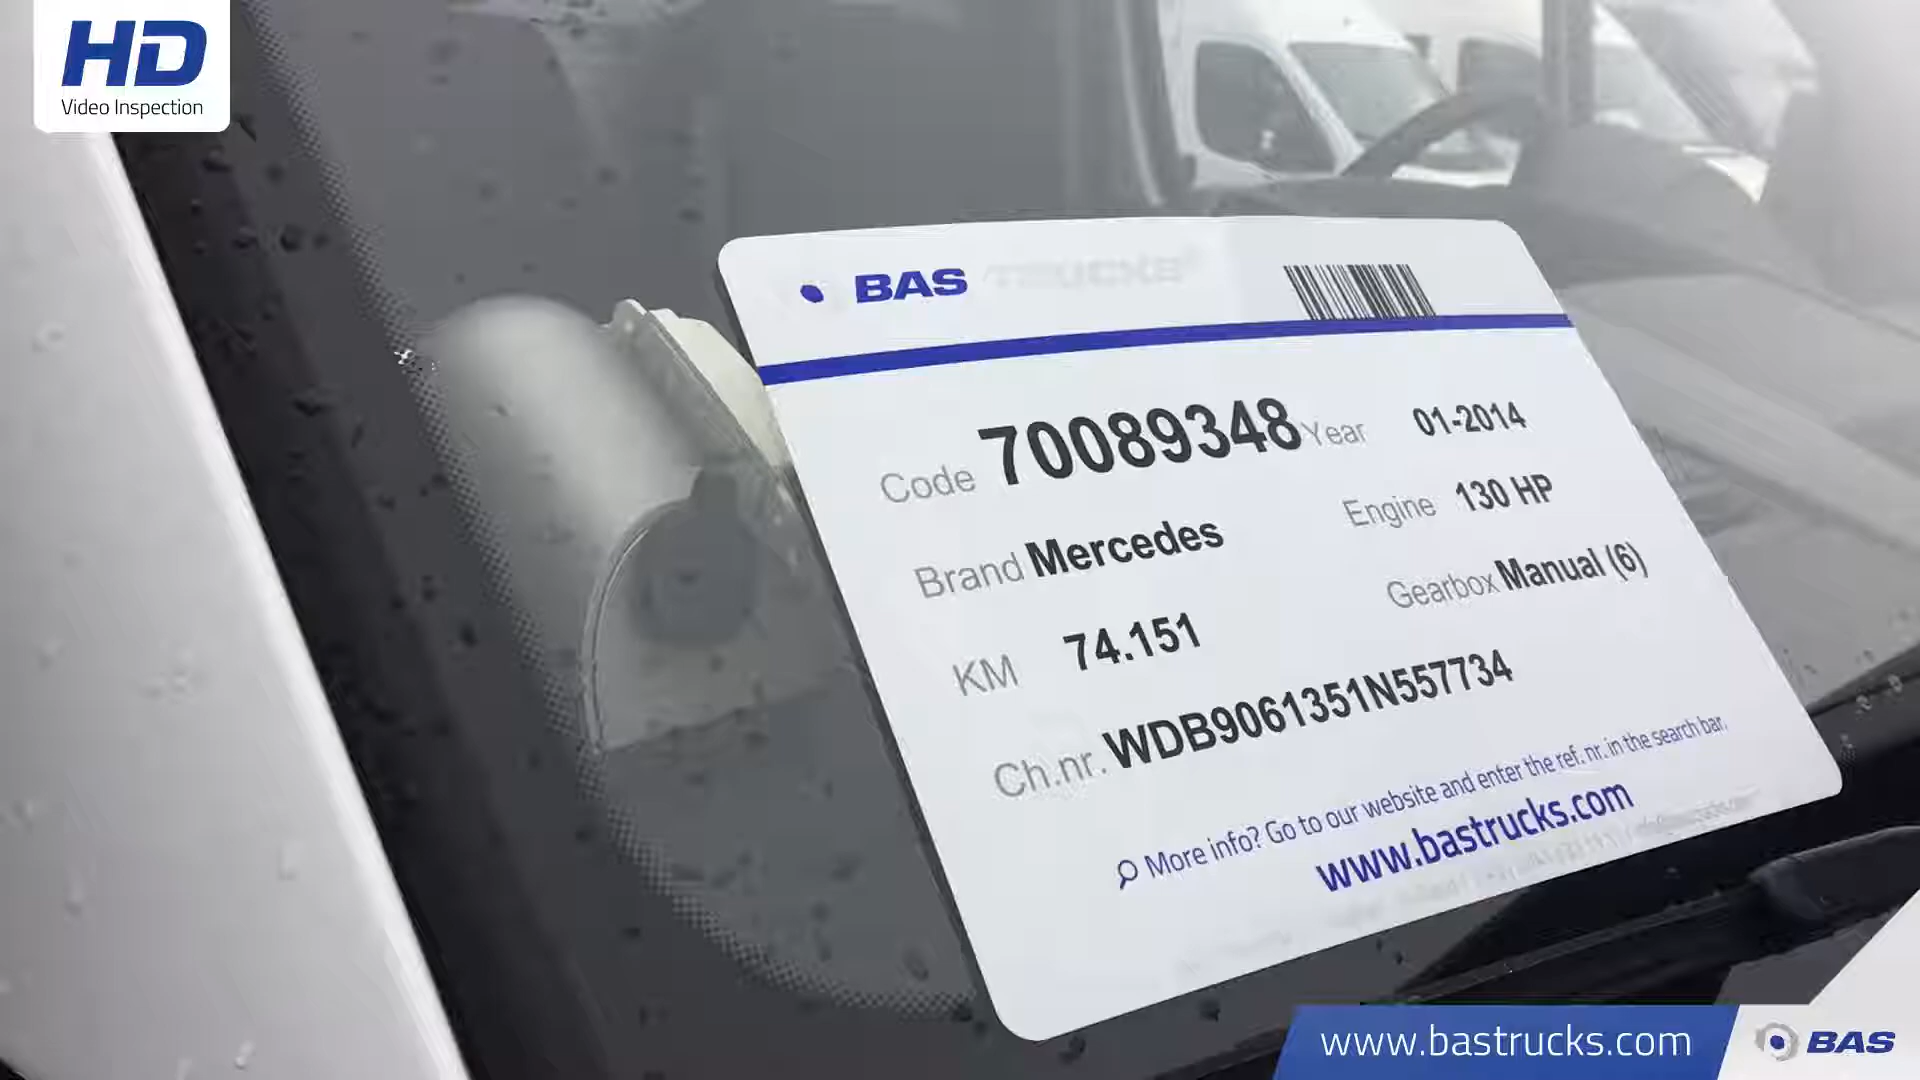 HD
Video Inspection
BAS TRUCKS
Code 70089348 Year 01-2014
Brand Mercedes Engine 130 HP
KM 74.151 Gearbox Manual (6)
Ch.nr. WDB9061351N557734
More info? Go to our website and enter the ref. nr. in the search bar.
www.bastrucks.com
www.bastrucks.com
BAS